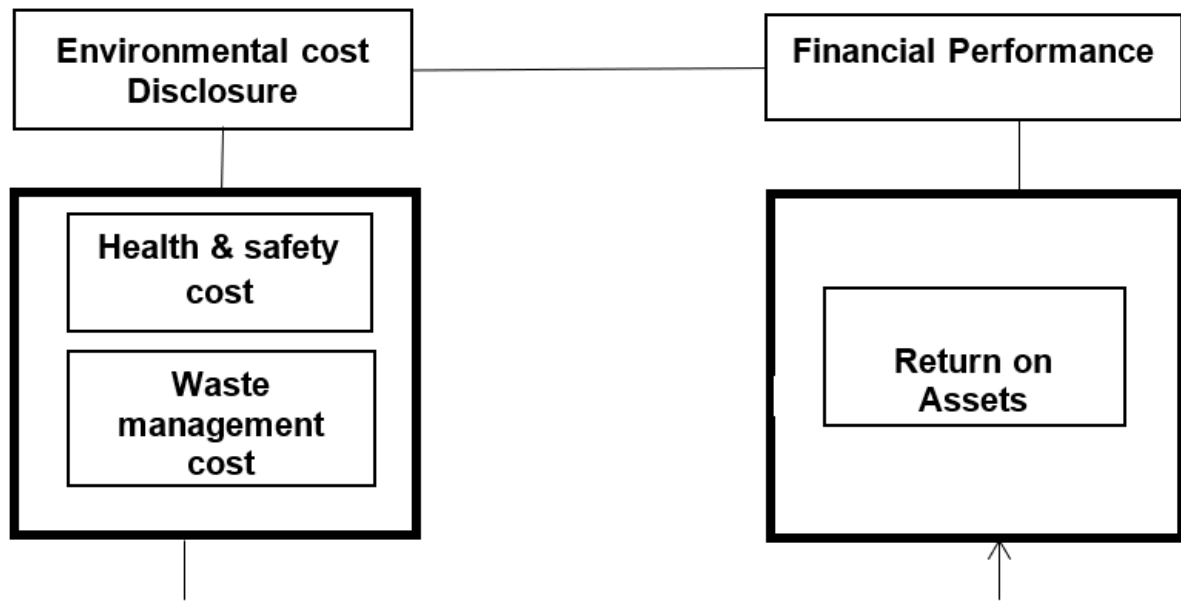 Environmental cost
Disclosure
Financial Performance
Health & safety
cost
Waste
management
cost
Return on
Assets